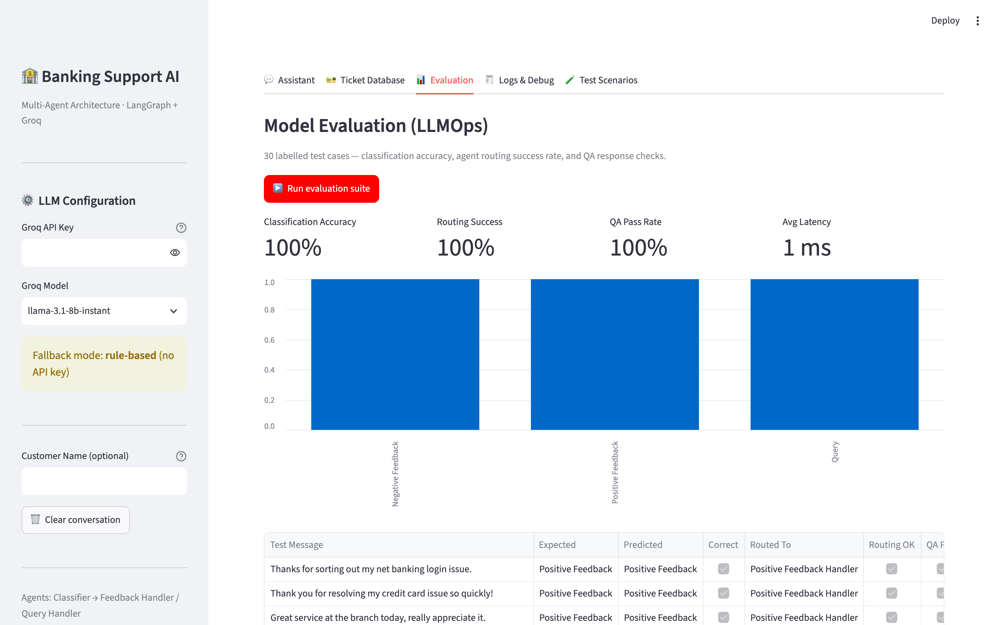 Deploy
Banking Support AI
Multi-Agent Architecture · LangGraph +
Groq
LLM Configuration
Groq API Key
Groq Model
llama-3.1-8b-instant
Fallback mode: rule-based (no
API key)
Customer Name (optional)
Clear conversation
Agents: Classifier → Feedback Handler /
Query Handler
Assistant Ticket Database Evaluation Logs & Debug Test Scenarios
Model Evaluation (LLMOps)
30 labelled test cases — classification accuracy, agent routing success rate, and QA response checks.
Run evaluation suite
Classification Accuracy Routing Success QA Pass Rate Avg Latency
100% 100% 100% 1 ms
1.0
0.8
0.6
0.4
0.2
0.0
Negative Feedback
Positive Feedback
Query
Test Message Expected Predicted Correct Routed To Routing OK QA
Thanks for sorting out my net banking login issue. Positive Feedback Positive Feedback Positive Feedback Handler
Thank you for resolving my credit card issue so quickly! Positive Feedback Positive Feedback Positive Feedback Handler
Great service at the branch today, really appreciate it. Positive Feedback Positive Feedback Positive Feedback Handler